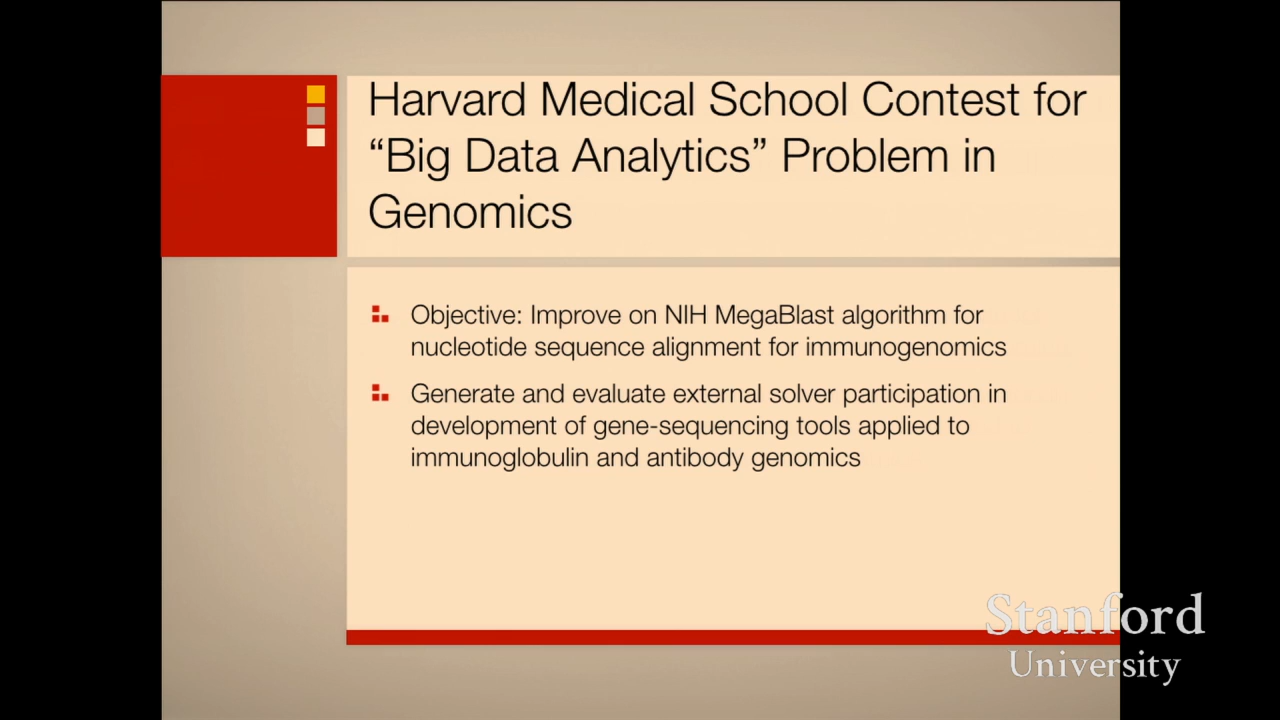 Harvard Medical School Contest for
“Big Data Analytics” Problem in
Genomics
Objective: Improve on NIH MegaBlast algorithm for
nucleotide sequence alignment for immunogenomics
Generate and evaluate external solver participation in
development of gene-sequencing tools applied to
immunoglobulin and antibody genomics
Stanford
University